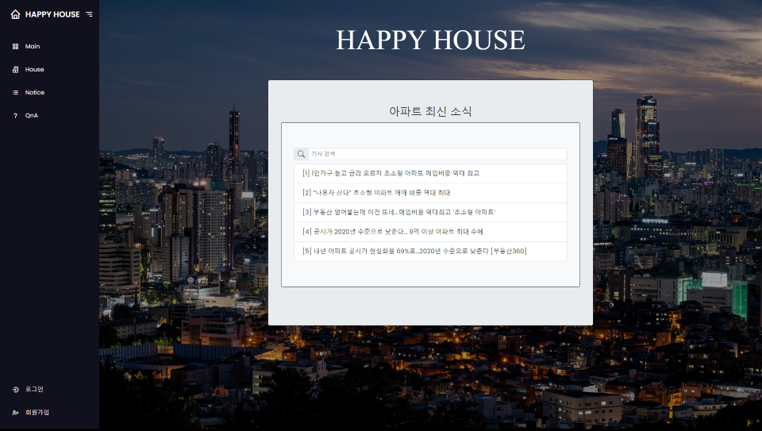 HAPPY HOUSE
Main
House
Notice
QnA
로그인
회원가입
HAPPY HOUSE
아파트 최신 소식
기사 검색
[1] 1인가구 늘고 금리 오르자 초소형 아파트 매입비중 역대 최고
[2] "나혼자 산다" 초소형 아파트 매매 비중 역대 최대
[3] 부동산 얼어붙는데 이건 뜨네…매입비중 역대최고 '초소형 아파트'
[4] 공시가 2020년 수준으로 낮춘다… 9억 이상 아파트 최대 수혜
[5] 내년 아파트 공시가 현실화율 69%로…2020년 수준으로 낮춘다 [부동산360]